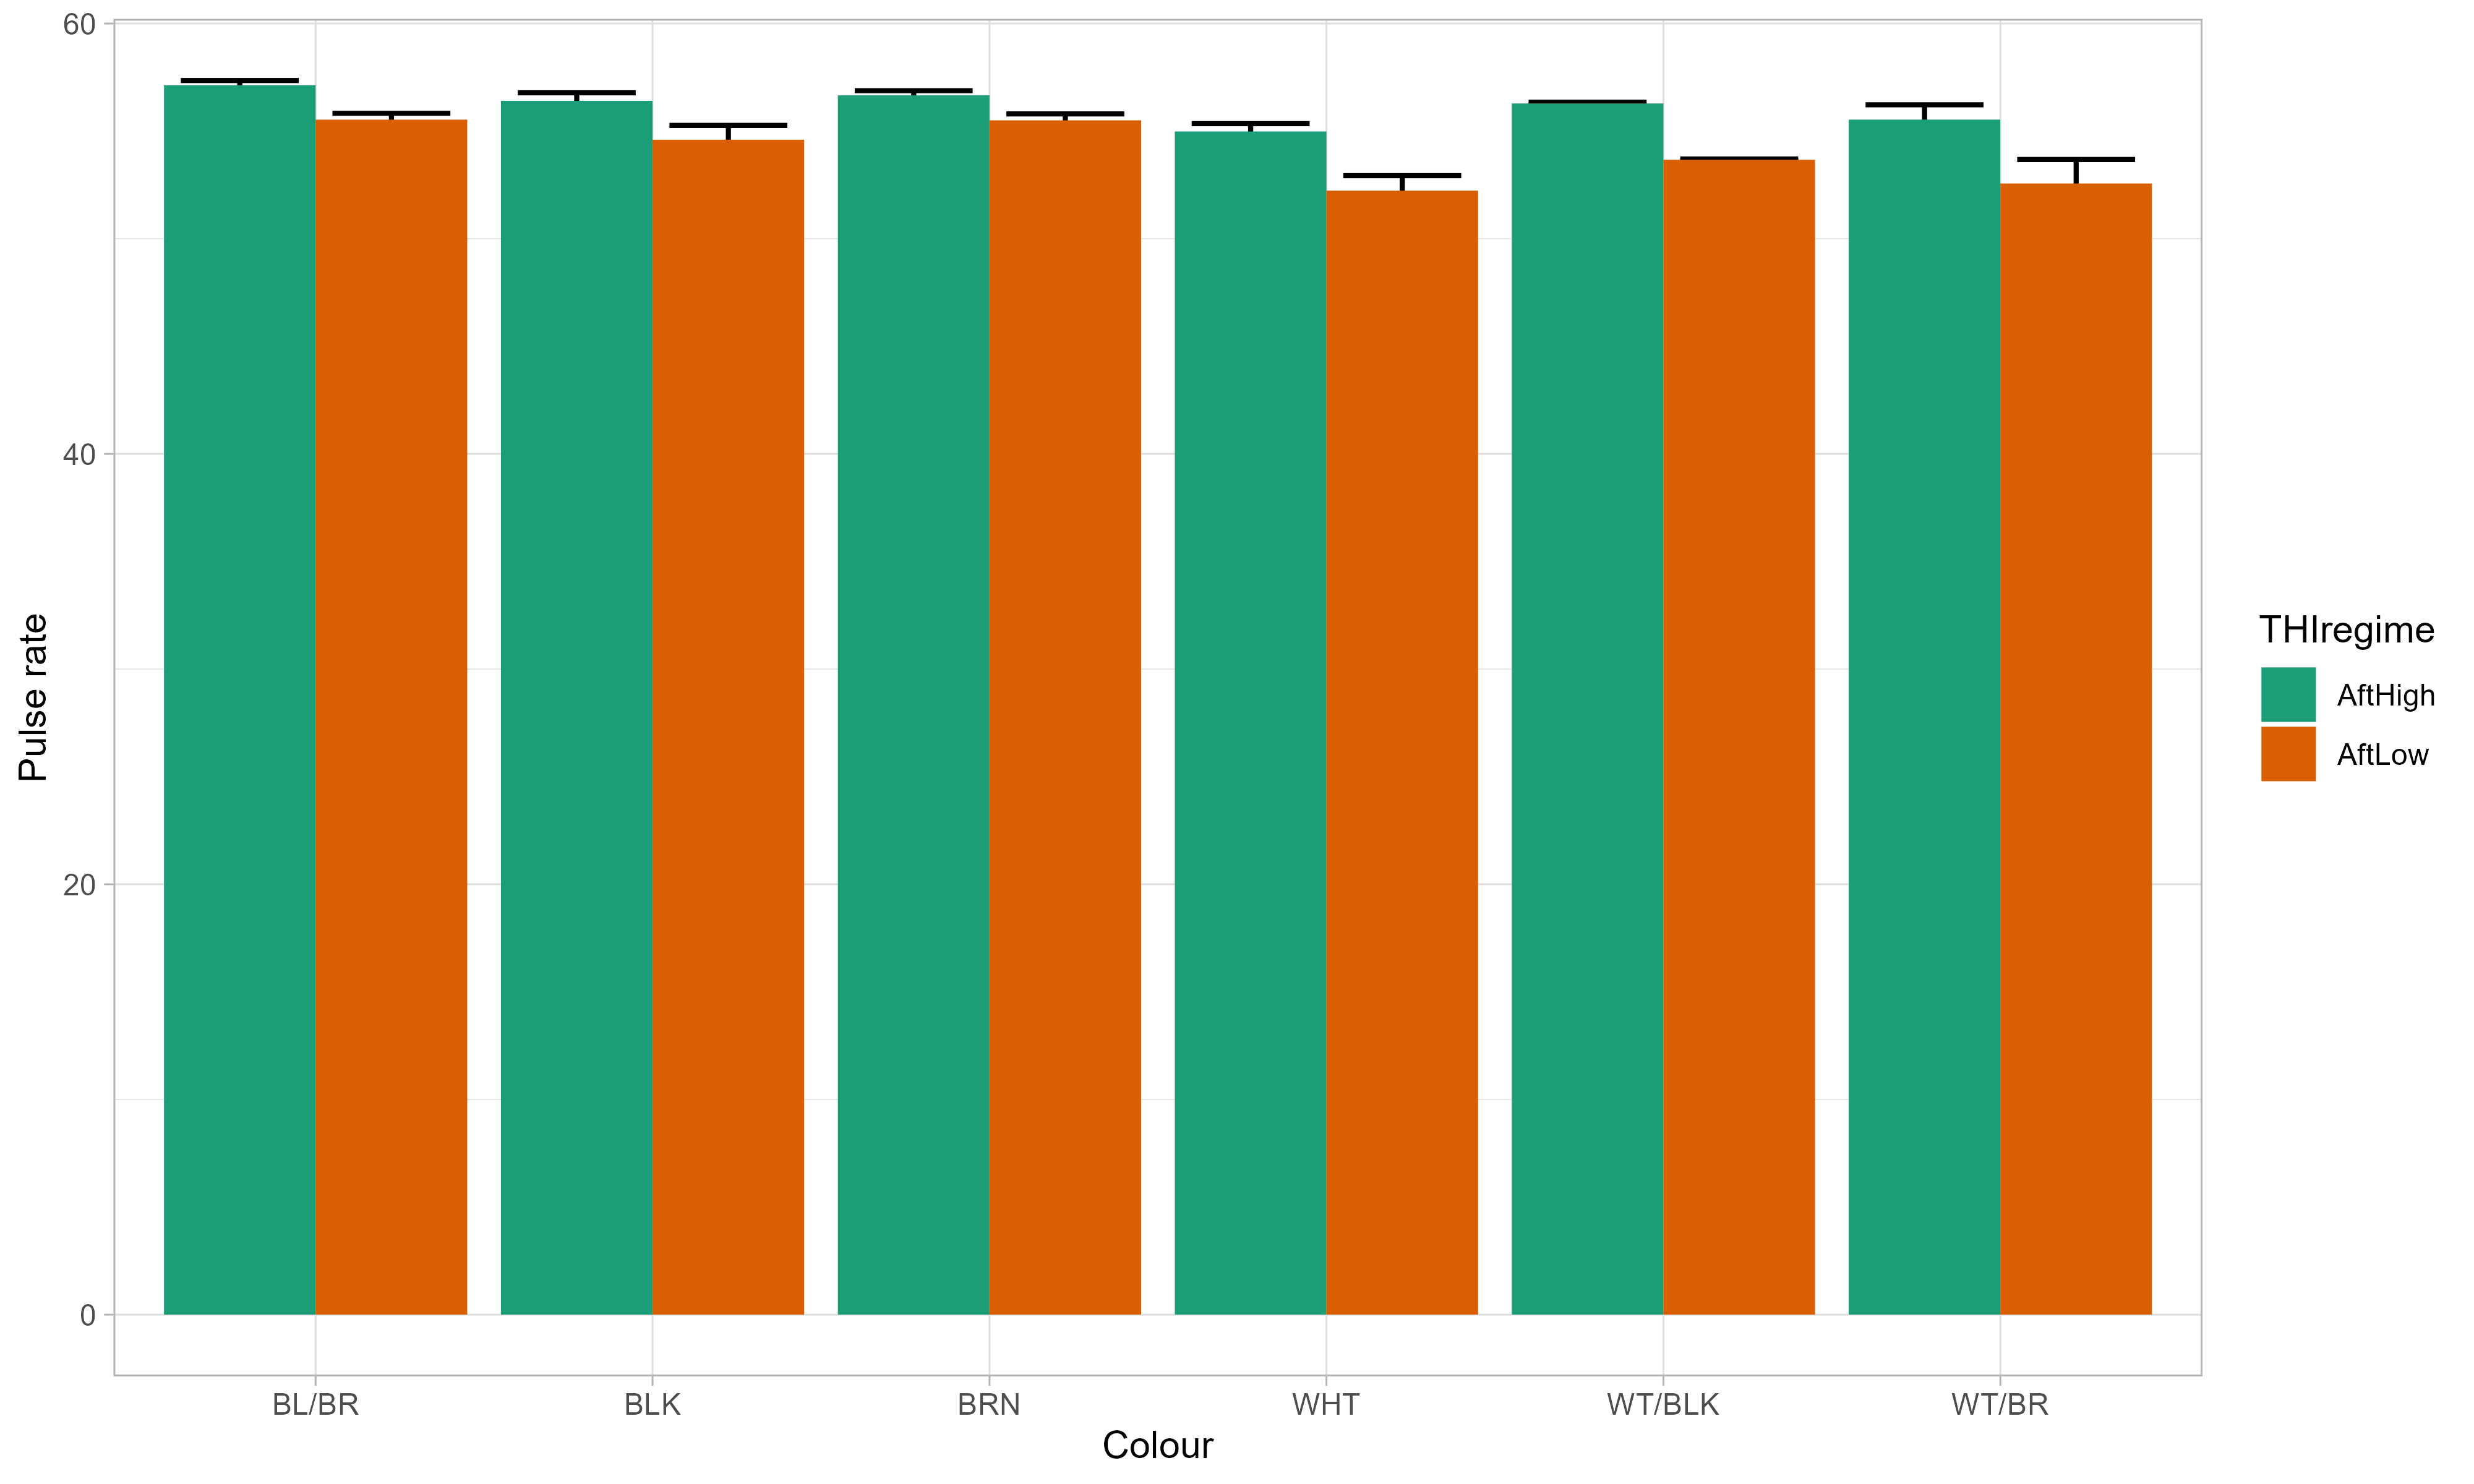 60
40
20
0
Pulse rate
BL/BR BLK BRN WHT WT/BLK WT/BR
Colour
THIregime
AftHigh
AftLow